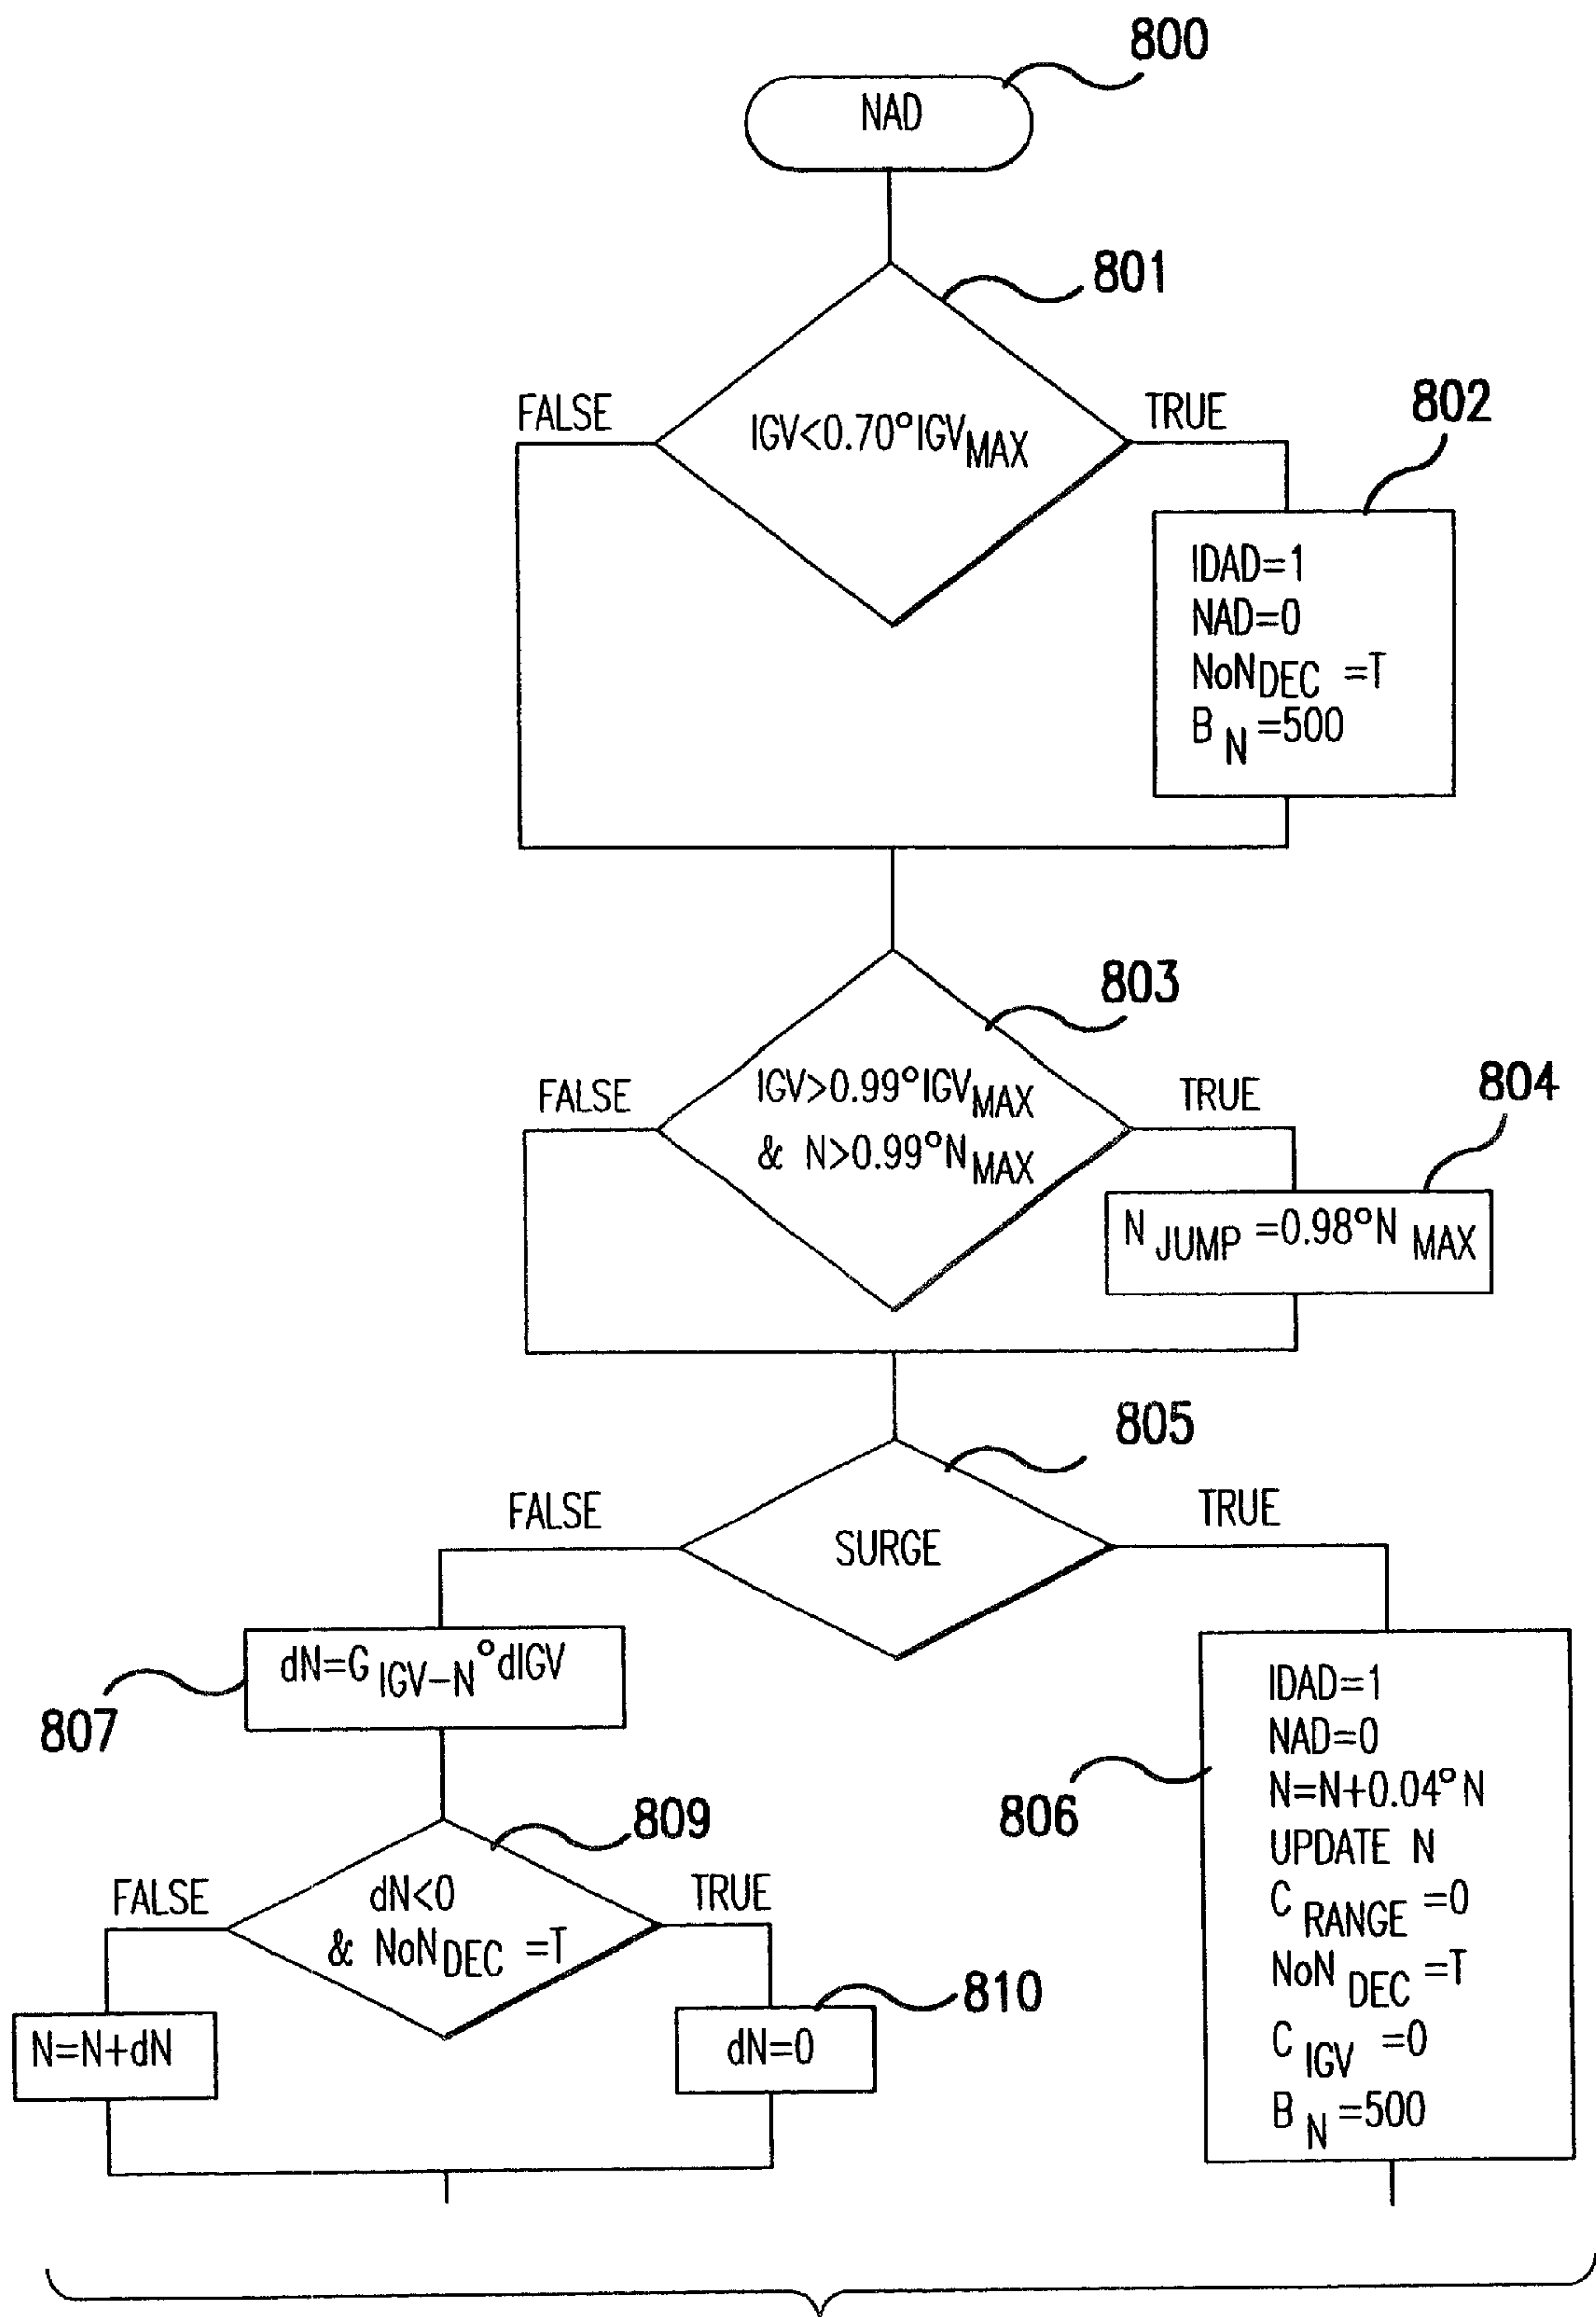 800
NAD
801
FALSE
TRUE
IGV<0.70°IGVMAX
802
IDAD=1
NAD=0
NoNDEC =T
BN =500
803
FALSE
TRUE
IGV>0.99°IGVMAX
& N>0.99°NMAX
804
N JUMP =0.98°N MAX
805
FALSE
TRUE
SURGE
dN=G IGV-N °dIGV
807
IDAD=1
NAD=0
N=N+0.04°N
UPDATE N
C RANGE =0
NoN DEC =T
C IGV =0
B N =500
806
809
FALSE
TRUE
dN<0
& NoNDEC =T
N=N+dN
810
dN=0